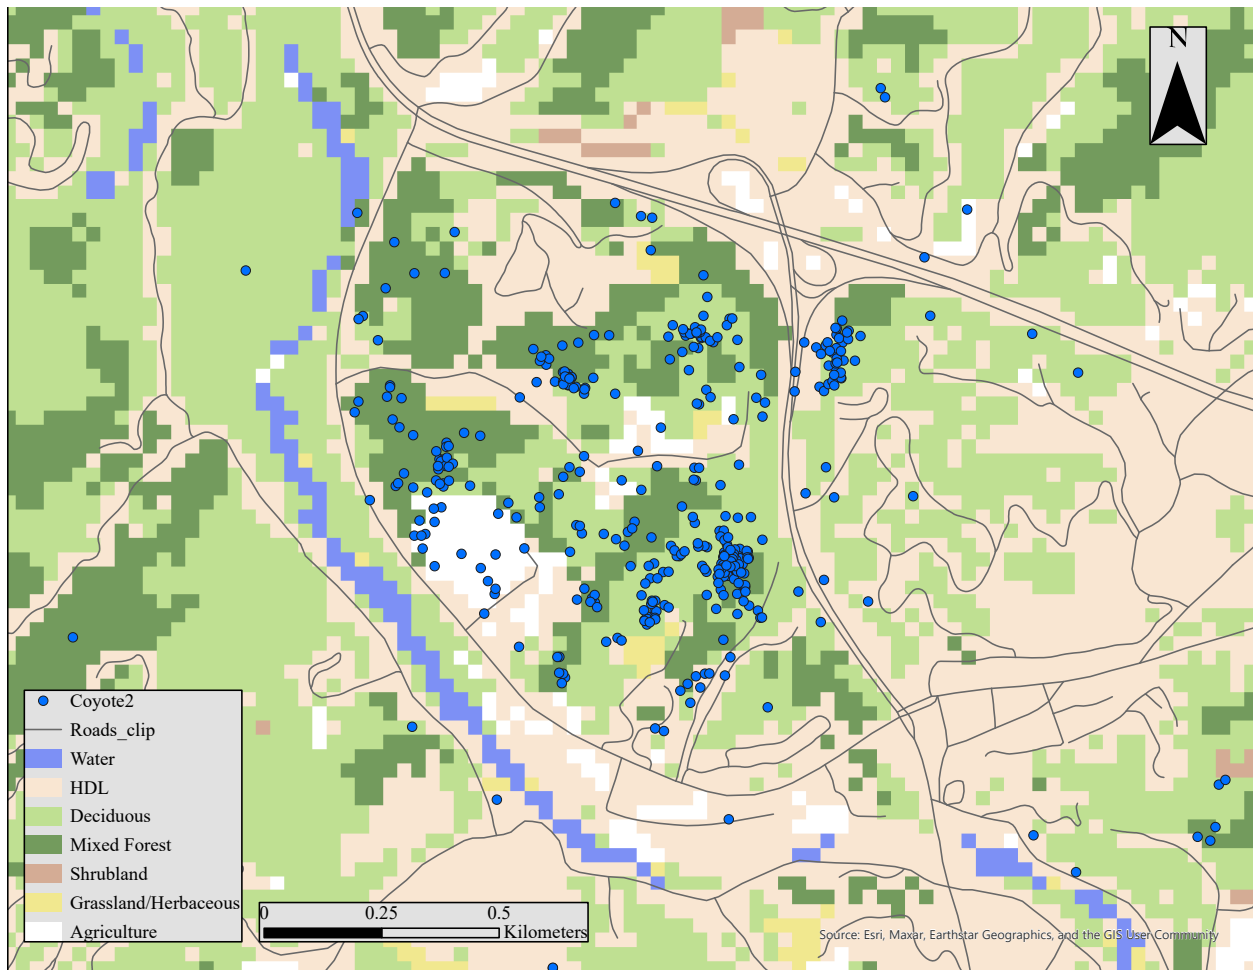 N
Coyote2
Roads_clip
Water
HDL
Deciduous
Mixed Forest
Shrubland
Grassland/Herbaceous
Agriculture
0 0.25 0.5
Kilometers
Source: Esri, Maxar, Earthstar Geographics, and the GIS User Community